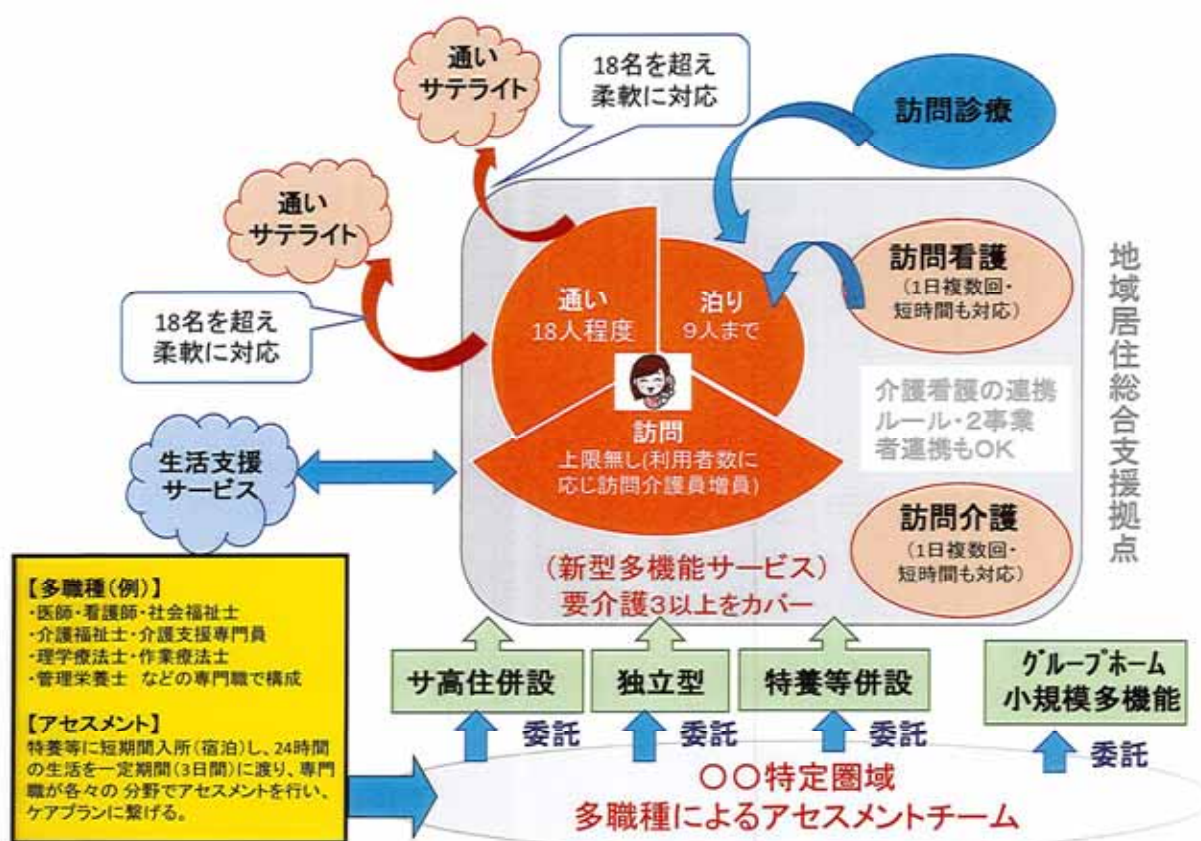 通い
サテライト
18名を超え
柔軟に対応
訪問診療
通い
サテライト
18名を超え
柔軟に対応
通い
18人程度
泊り
9人まで
訪問
上限無し(利用者数に
応じ訪問介護員増員)
訪問看護
(1日複数回・
短時間も対応)
介護看護の連携
ルール・2事業
者連携もOK
訪問介護
(1日複数回・
短時間も対応)
地域居住総合支援拠点
生活支援
サービス
(新型多機能サービス)
要介護3以上をカバー
【多職種(例)】
・医師・看護師・社会福祉士
・介護福祉士・介護支援専門員
・理学療法士・作業療法士
・管理栄養士 などの専門職で構成
【アセスメント】
特養等に短期間入所(宿泊)し、24時間
の生活を一定期間(3日間)に渡り、専門
職が各々の 分野でアセスメントを行い、
ケアプランに繋げる。
サ高住併設
独立型
特養等併設
グループホーム
小規模多機能
委託
委託
委託
委託
〇〇特定圏域
多職種によるアセスメントチーム